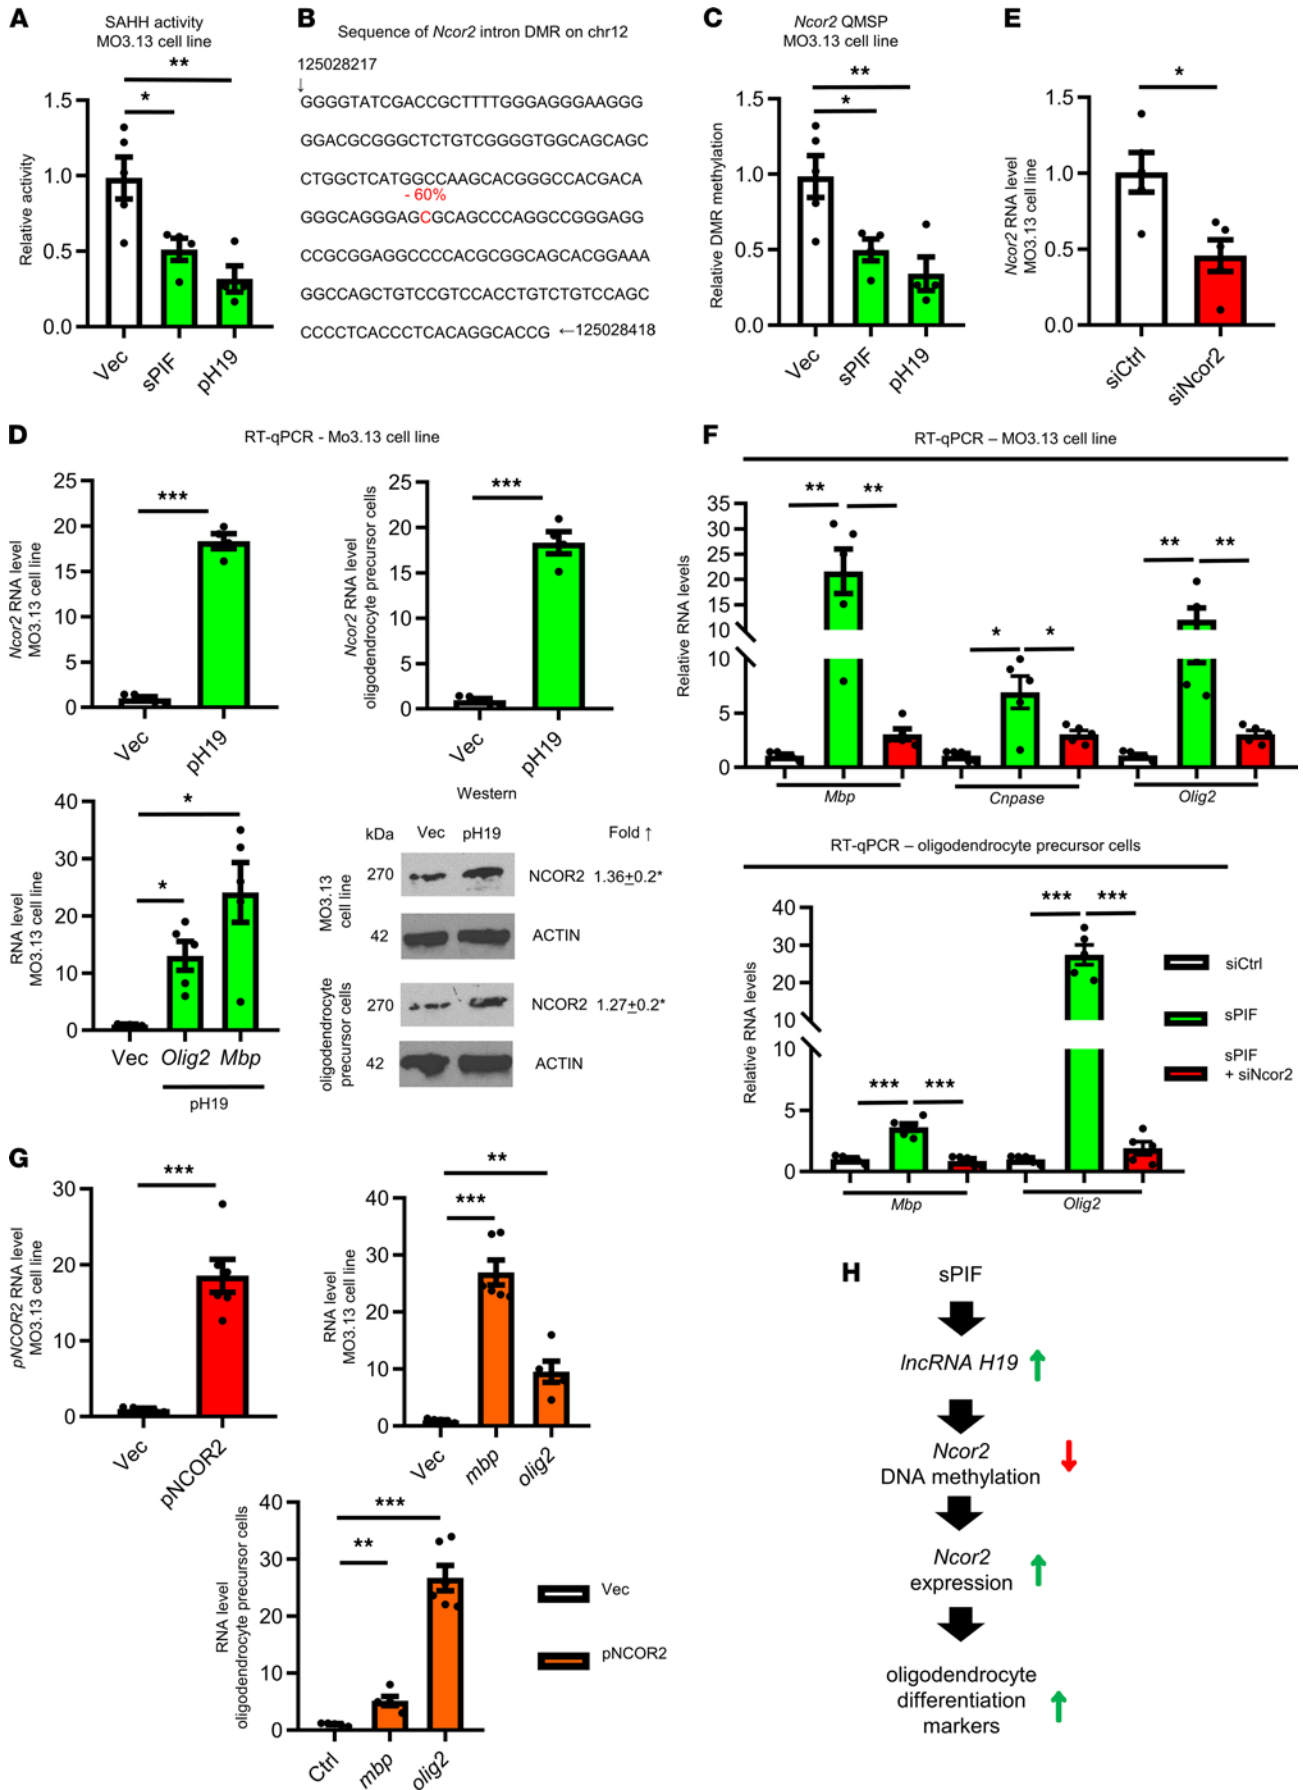 A
SAHH activity
MO3.13 cell line
**
*
Relative activity
1.5
1.0
0.5
0.0
Vec
sPIF
pH19
B
Sequence of Ncor2 intron DMR on chr12
125028217
↓
GGGGTATCGACCGCTTTTGGGAGGGAAGGG
GGACGCGGGCTCTGTCGGGGTGGCAGCAGC
CTGGCTCATGGCCAAGCACGGGCCACGACA
- 60%
GGGCAGGGAGCGCAGCCCAGGCCGGGAGG
CCGCGGAGGCCCCACGCGGCAGCACGGAAA
GGCCAGCTGTCCGTCCACCTGTCTGTCCAGC
CCCCTCACCCTCACAGGCACCG ←125028418
C
Ncor2 QMSP
MO3.13 cell line
**
*
Relative DMR methylation
1.5
1.0
0.5
0.0
Vec
sPIF
pH19
E
*
Ncor2 RNA level
MO3.13 cell line
1.5
1.0
0.5
0.0
siCtrl
siNcor2
D
RT-qPCR - Mo3.13 cell line
***
Ncor2 RNA level
MO3.13 cell line
25
20
15
10
5
0
Vec
pH19
***
Ncor2 RNA level
oligodendrocyte precursor cells
25
20
15
10
5
0
Vec
pH19
*
*
RNA level
MO3.13 cell line
40
30
20
10
0
Vec
Olig2
Mbp
pH19
Western
kDa
Vec
pH19
Fold ↑
MO3.13
cell line
270
NCOR2
1.36+0.2*
42
ACTIN
oligodendrocyte
precursor cells
270
NCOR2
1.27+0.2*
42
ACTIN
F
RT-qPCR – MO3.13 cell line
Relative RNA levels
35
30
25
20
15
10
10
5
0
**
**
*
*
**
**
Mbp
Cnpase
Olig2
RT-qPCR – oligodendrocyte precursor cells
Relative RNA levels
40
30
20
10
10
5
0
***
***
***
***
Mbp
Olig2
siCtrl
sPIF
sPIF
+ siNcor2
G
***
pNCOR2 RNA level
MO3.13 cell line
30
20
10
0
Vec
pNCOR2
**
***
RNA level
MO3.13 cell line
40
30
20
10
0
Vec
mbp
olig2
***
**
RNA level
oligodendrocyte precursor cells
40
30
20
10
0
Ctrl
mbp
olig2
Vec
pNCOR2
H
sPIF
lncRNA H19 ↑
Ncor2
DNA methylation ↓
Ncor2
expression ↑
oligodendrocyte
differentiation
markers ↑